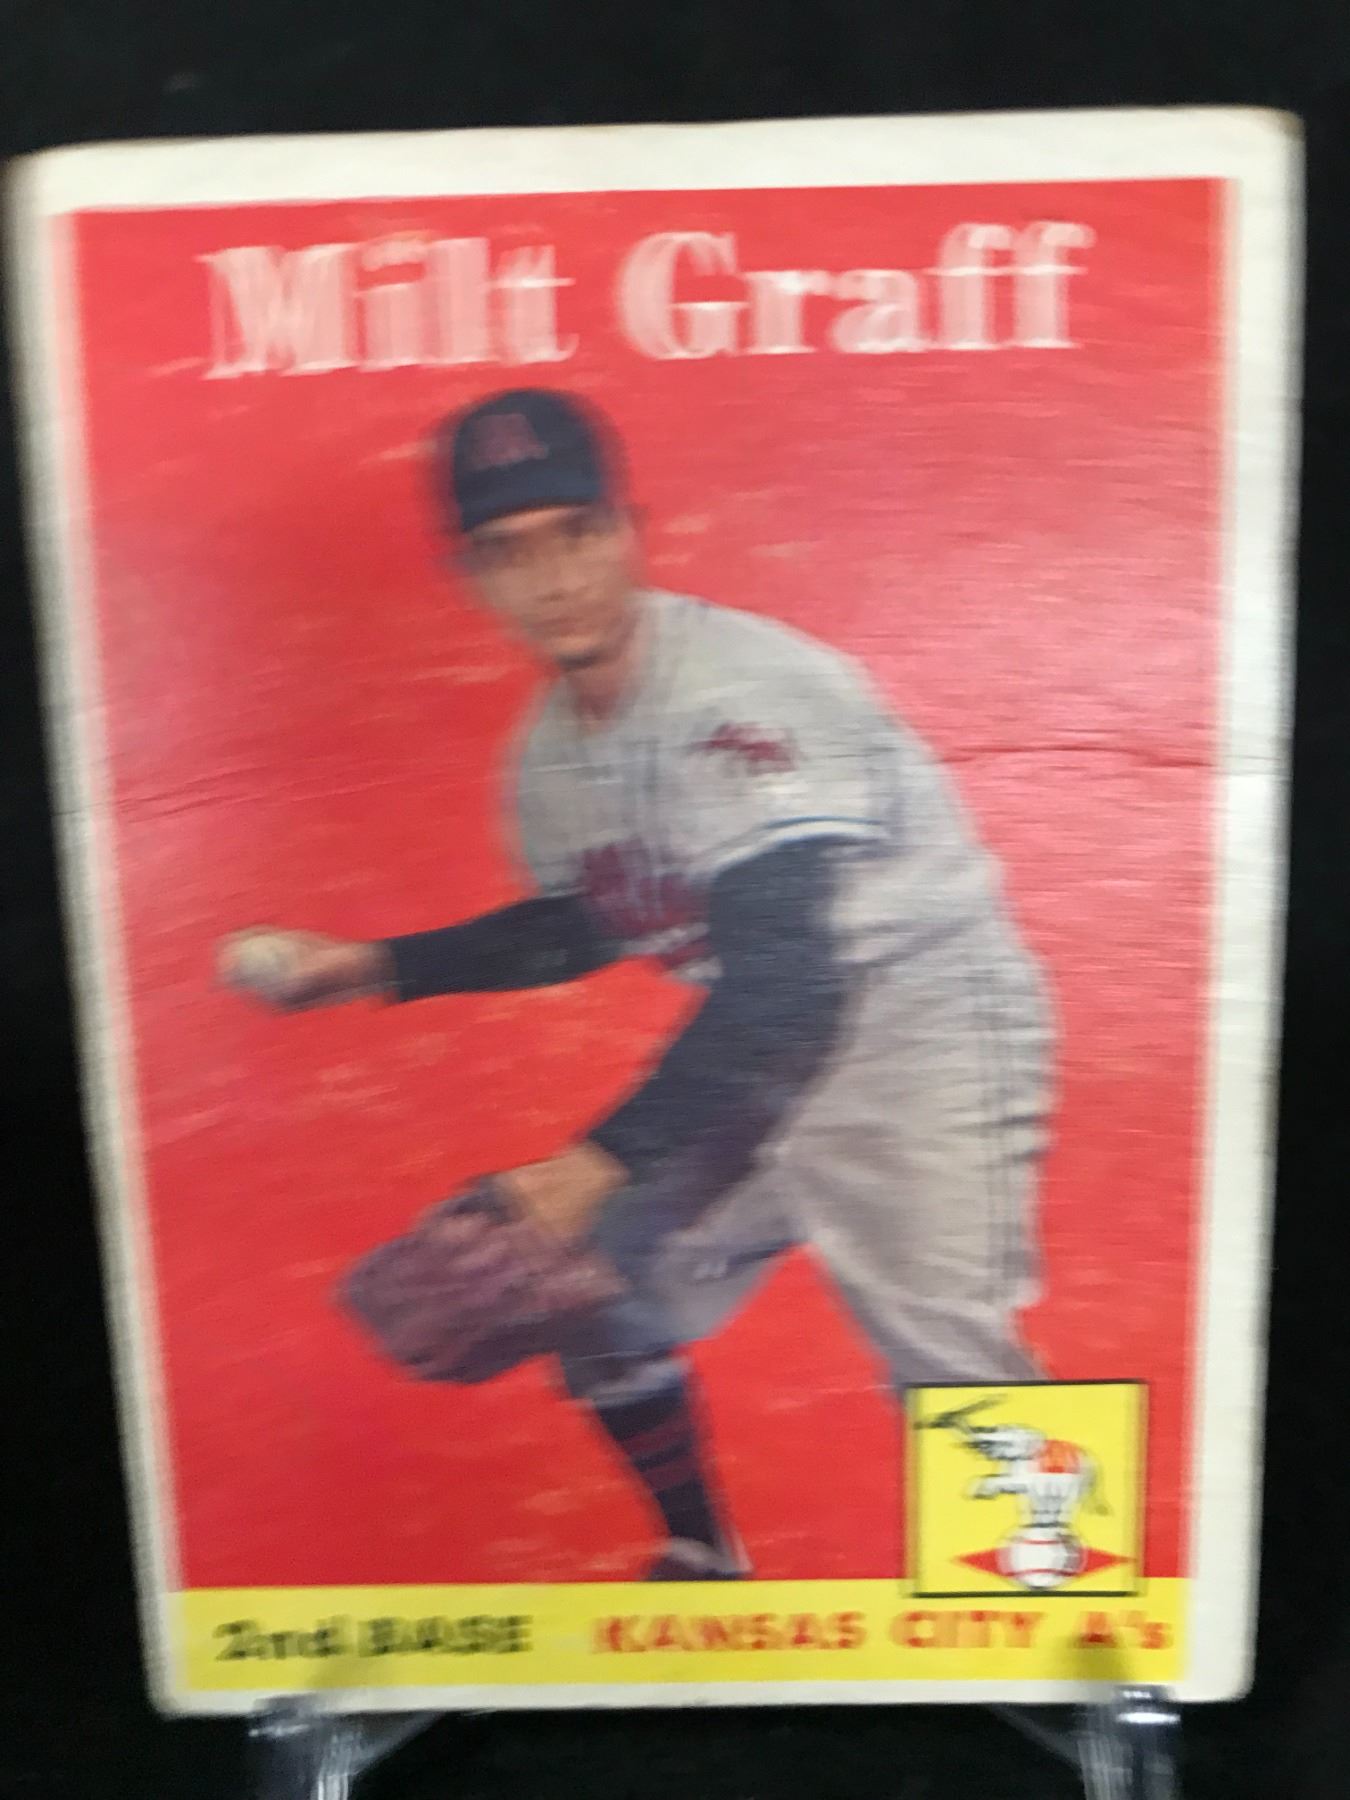 Milt Graff
2nd BASE KANSAS CITY A's